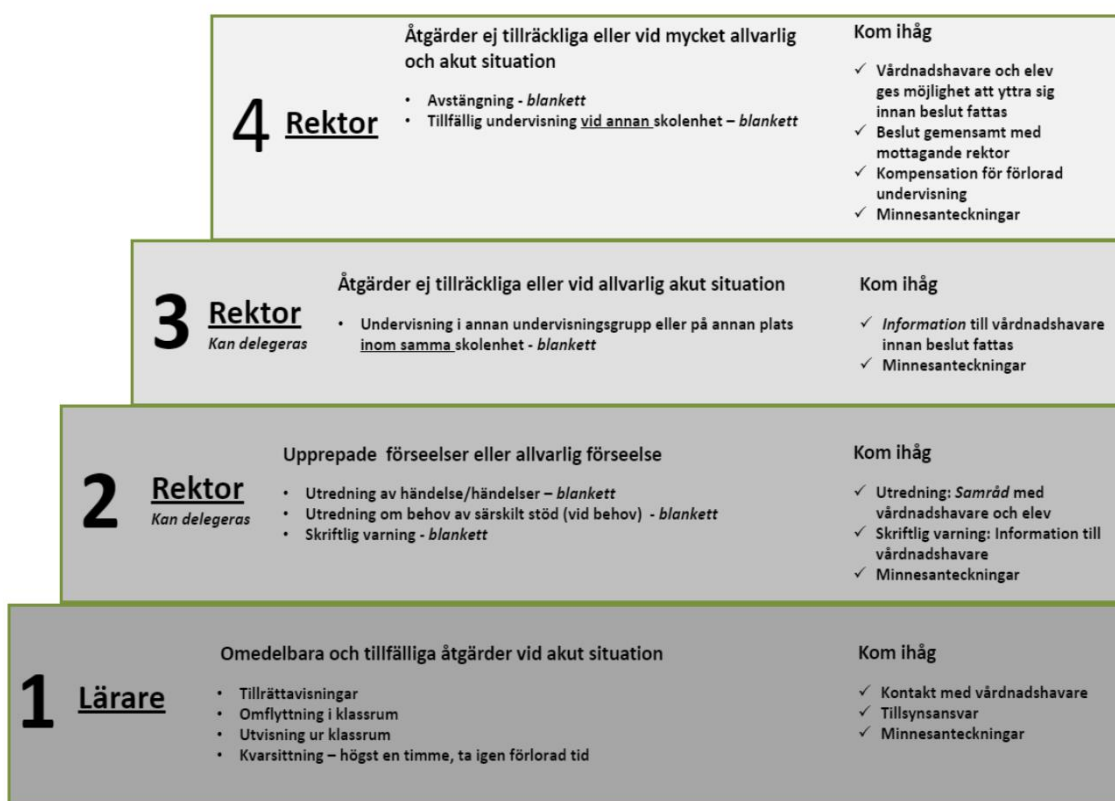 4 Rektor
Åtgärder ej tillräckliga eller vid mycket allvarlig
och akut situation
• Avstängning - blankett
• Tillfällig undervisning vid annan skolenhet – blankett
Kom ihåg
✓ Vårdnadshavare och elev
ges möjlighet att yttra sig
innan beslut fattas
✓ Beslut gemensamt med
mottagande rektor
✓ Kompensation för förlorad
undervisning
✓ Minnesanteckningar
3 Rektor
Kan delegeras
Åtgärder ej tillräckliga eller vid allvarlig akut situation
• Undervisning i annan undervisningsgrupp eller på annan plats
inom samma skolenhet - blankett
Kom ihåg
✓ Information till vårdnadshavare
innan beslut fattas
✓ Minnesanteckningar
2 Rektor
Kan delegeras
Upprepade förseelser eller allvarlig förseelse
• Utredning av händelse/händelser – blankett
• Utredning om behov av särskilt stöd (vid behov) - blankett
• Skriftlig varning - blankett
Kom ihåg
✓ Utredning: Samråd med
vårdnadshavare och elev
✓ Skriftlig varning: Information till
vårdnadshavare
✓ Minnesanteckningar
1 Lärare
Omedelbara och tillfälliga åtgärder vid akut situation
• Tillrättavisningar
• Omflyttning i klassrum
• Utvisning ur klassrum
• Kvarsittning – högst en timme, ta igen förlorad tid
Kom ihåg
✓ Kontakt med vårdnadshavare
✓ Tillsynsansvar
✓ Minnesanteckningar